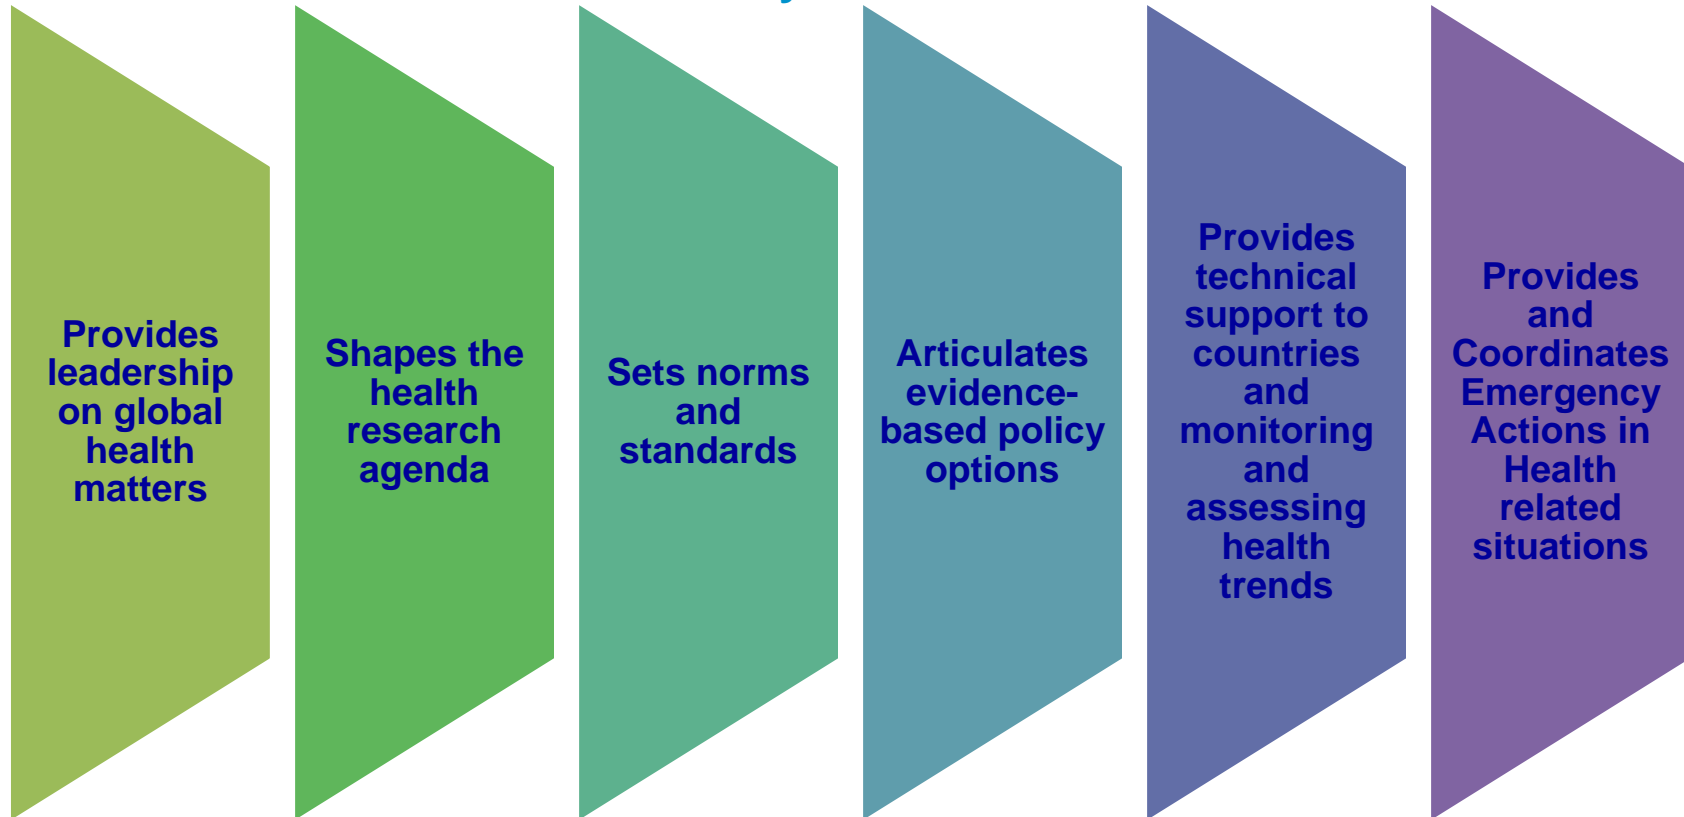 Provides
leadership
on global
health
matters
Shapes the
health
research
agenda
Sets norms
and
standards
Articulates
evidence-
based policy
options
Provides
technical
support to
countries
and
monitoring
and
assessing
health
trends
Provides
and
Coordinates
Emergency
Actions in
Health
related
situations